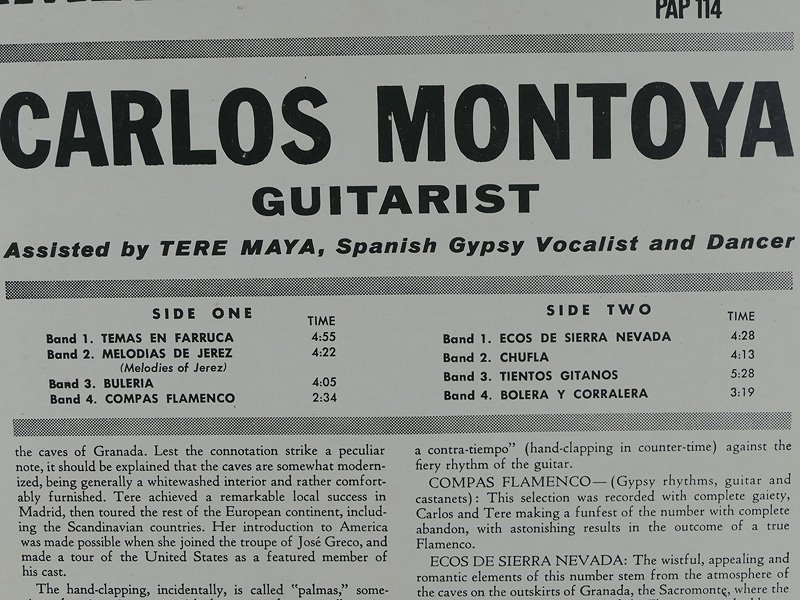 PAP 114
CARLOS MONTOYA
GUITARIST
Assisted by TERE MAYA, Spanish Gypsy Vocalist and Dancer
SIDE ONE
TIME
Band 1. TEMAS EN FARRUCA 4:55
Band 2. MELODIAS DE JEREZ 4:22
(Melodies of Jerez)
Band 3. BULERIA 4:05
Band 4. COMPAS FLAMENCO 2:34
SIDE TWO
TIME
Band 1. ECOS DE SIERRA NEVADA 4:28
Band 2. CHUFLA 4:13
Band 3. TIENTOS GITANOS 5:28
Band 4. BOLERA Y CORRALERA 3:19
the caves of Granada. Lest the connotation strike a peculiar
note, it should be explained that the caves are somewhat modern-
ized, being generally a whitewashed interior and rather comfort-
ably furnished. Tere achieved a remarkable local success in
Madrid, then toured the rest of the European continent, includ-
ing the Scandinavian countries. Her introduction to America
was made possible when she joined the troupe of José Greco, and
made a tour of the United States as a featured member of
his cast.
The hand-clapping, incidentally, is called "palmas," some-
a contra-tiempo" (hand-clapping in counter-time) against the
fiery rhythm of the guitar.
COMPAS FLAMENCO—(Gypsy rhythms, guitar and
castanets): This selection was recorded with complete gaiety,
Carlos and Tere making a funfest of the number with complete
abandon, with astonishing results in the outcome of a true
Flamenco.
ECOS DE SIERRA NEVADA: The wistful, appealing and
romantic elements of this number stem from the atmosphere of
the caves on the outskirts of Granada, the Sacromonte, where the